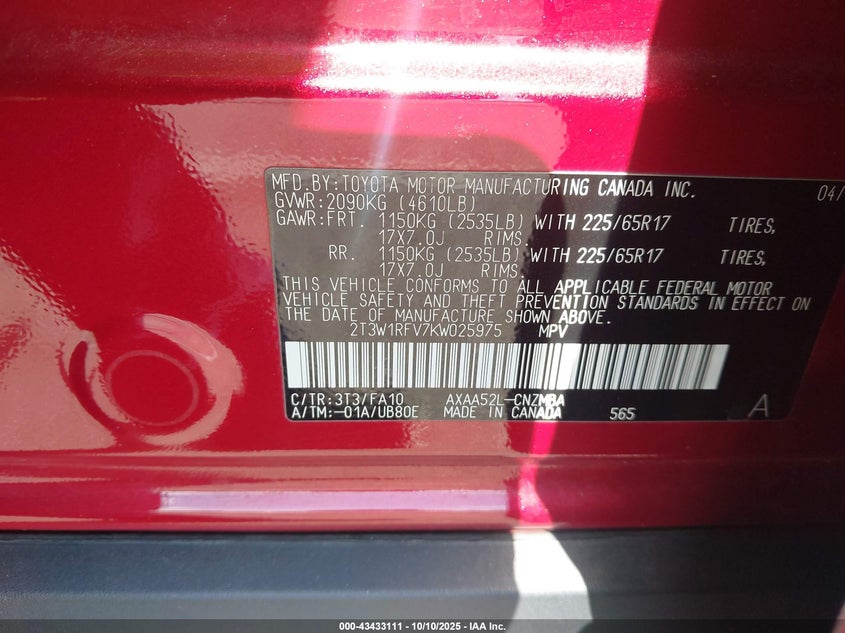 MFD.BY:TOYOTA MOTOR MANUFACTURING CANADA INC. 04/
GVWR:2090KG (4610LB)
GAWR:FRT. 1150KG (2535LB) WITH 225/65R17 TIRES,
17X7.0J RIMS.
RR. 1150KG (2535LB) WITH 225/65R17 TIRES,
17X7.0J RIMS.
THIS VEHICLE CONFORMS TO ALL APPLICABLE FEDERAL MOTOR
VEHICLE SAFETY AND THEFT PREVENTION STANDARDS IN EFFECT ON
THE DATE OF MANUFACTURE SHOWN ABOVE.
2T3W1RFV7KW025975 MPV
C/TR:3T3/FA10 AXAA52L-CNZMBA
A/TM:-01A/UB80E MADE IN CANADA 565 A
000-43433111 - 10/10/2025 - IAA Inc.